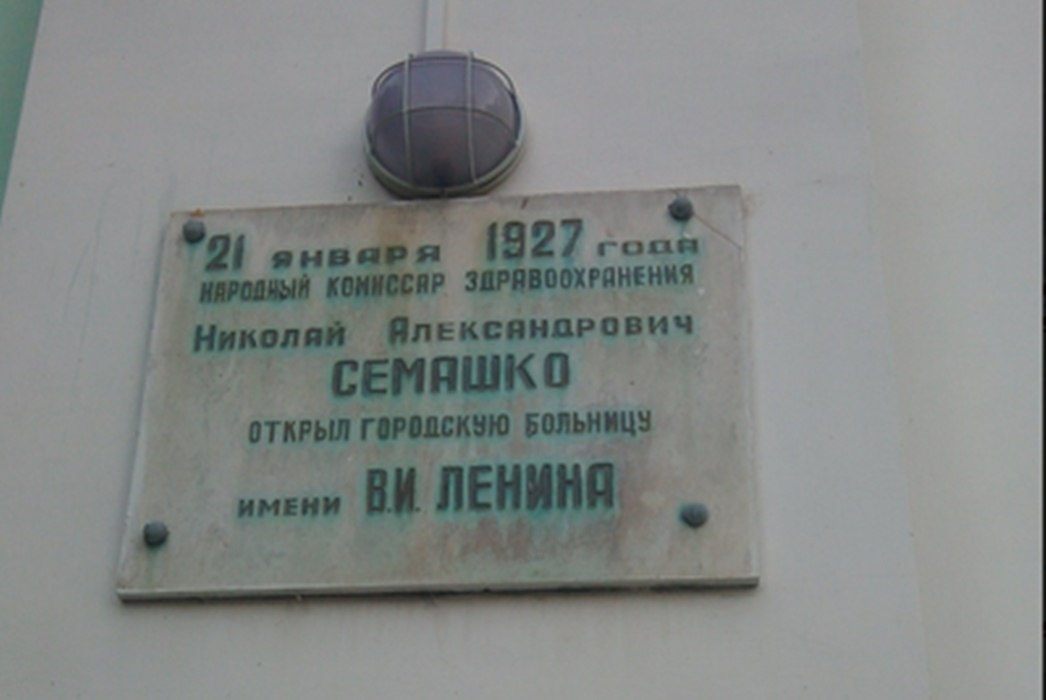 21 января 1927 года
НАРОДНЫЙ КОМИССАР ЗДРАВООХРАНЕНИЯ
Николай Александрович
СЕМАШКО
ОТКРЫЛ ГОРОДСКУЮ БОЛЬНИЦУ
ИМЕНИ В.И. ЛЕНИНА